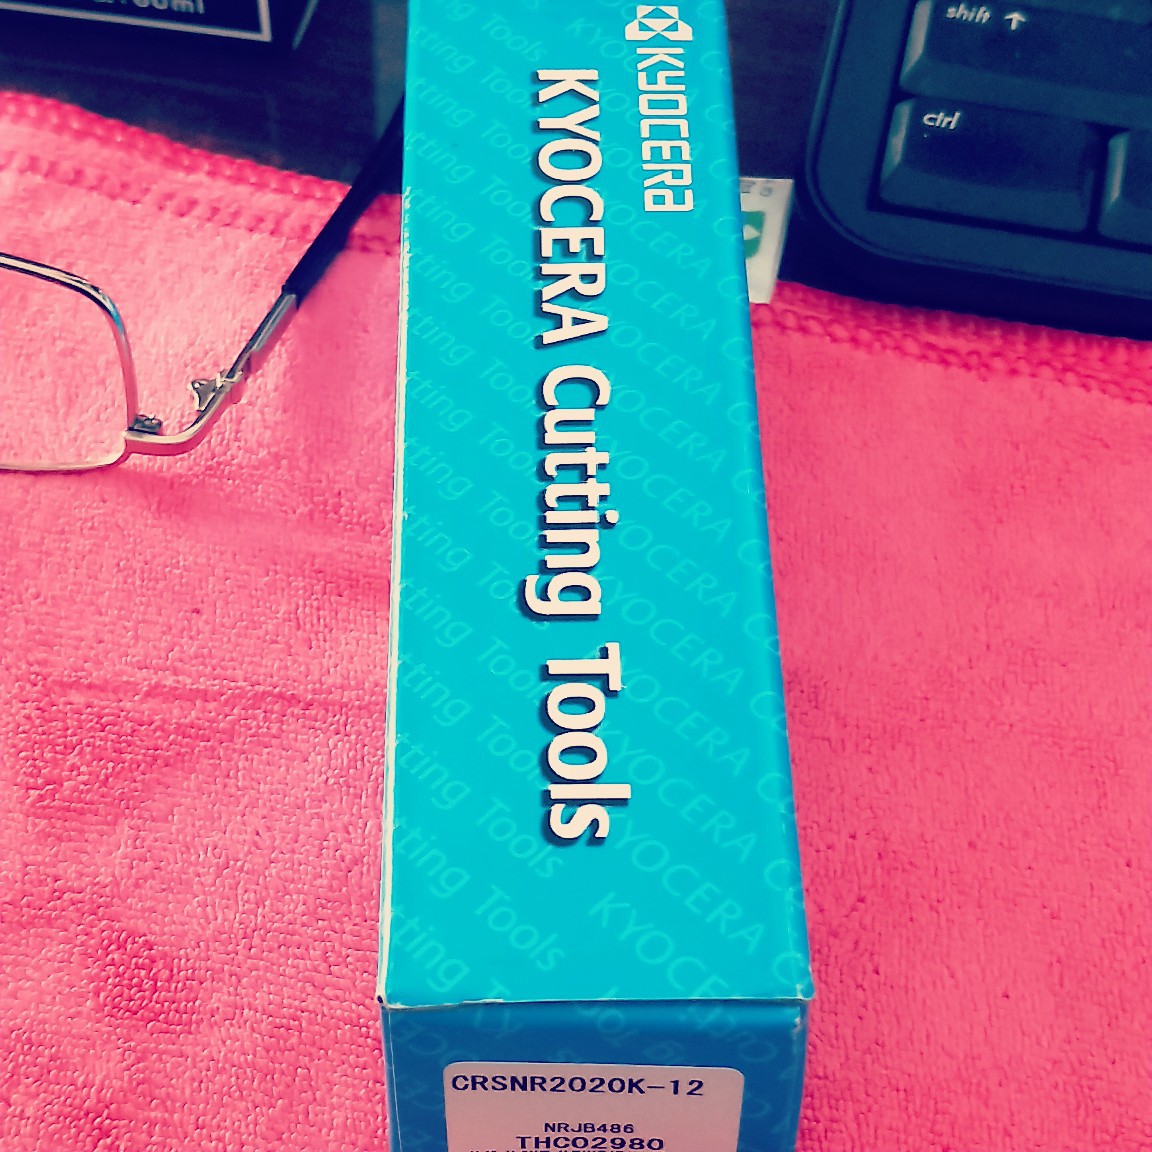 KYOCERA
KYOCERA Cutting Tools
CRSNR2020K-12
NRJB486
THC02980
shift ↑
ctrl